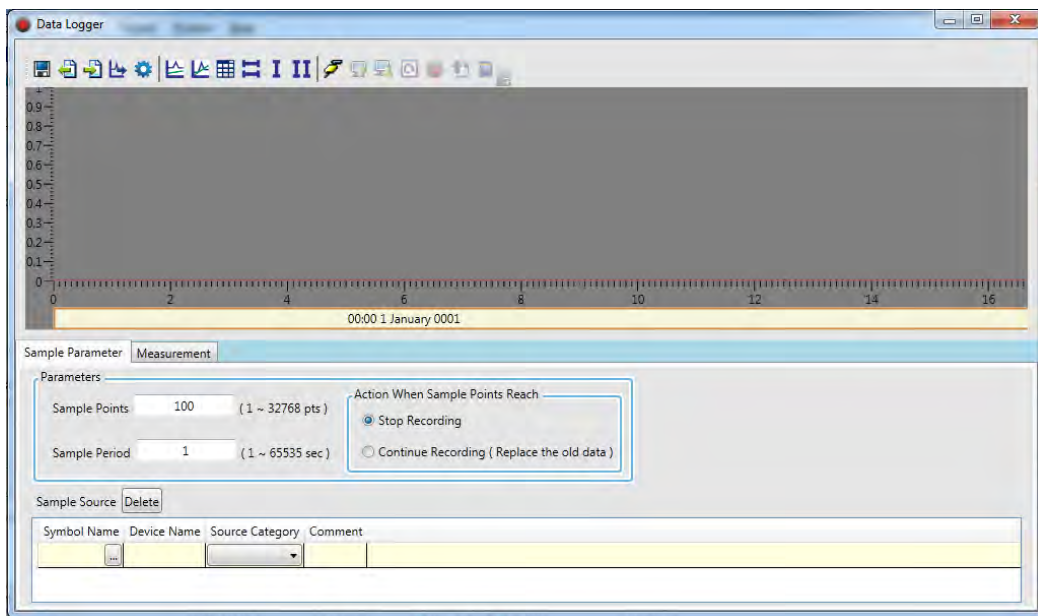 Data Logger
1
0.9
0.8
0.7
0.6
0.5
0.4
0.3
0.2
0.1
0
0 2 4 6 8 10 12 14 16
00:00 1 January 0001
Sample Parameter Measurement
Parameters
Sample Points 100 ( 1 ~ 32768 pts )
Action When Sample Points Reach
Stop Recording
Sample Period 1 ( 1 ~ 65535 sec )
Continue Recording ( Replace the old data )
Sample Source Delete
Symbol Name Device Name Source Category Comment
...